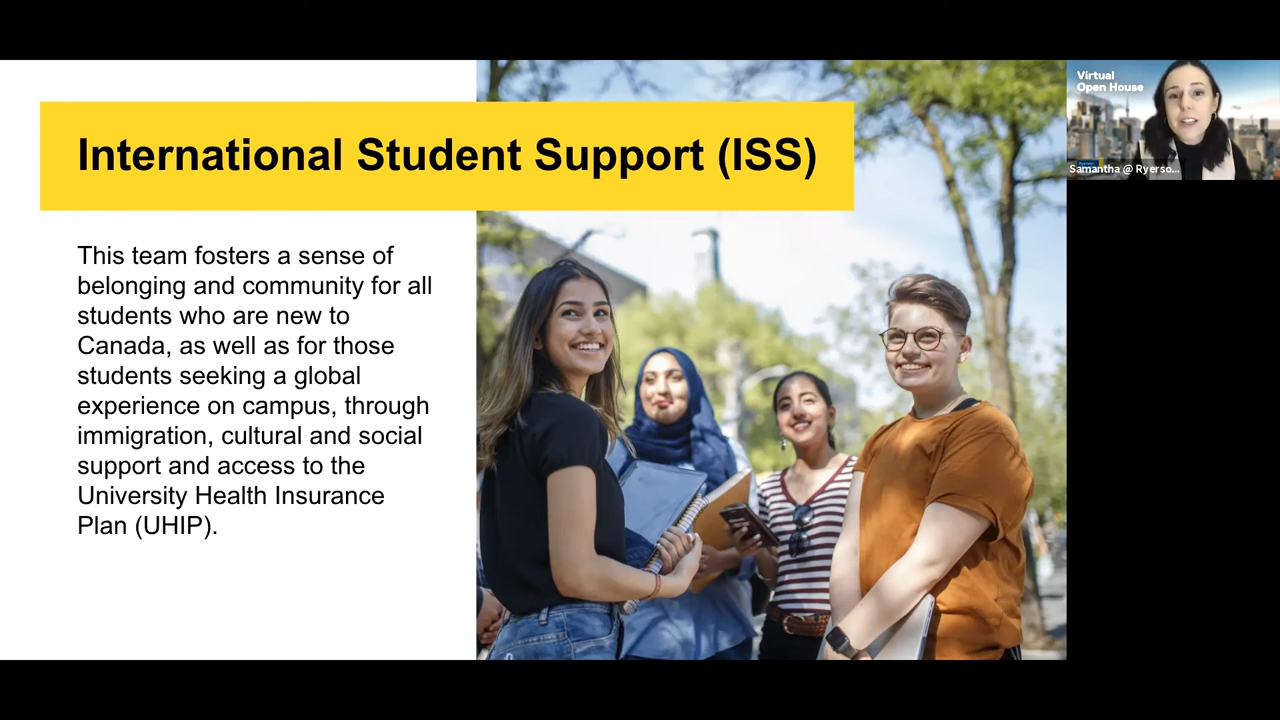 International Student Support (ISS)
This team fosters a sense of
belonging and community for all
students who are new to
Canada, as well as for those
students seeking a global
experience on campus, through
immigration, cultural and social
support and access to the
University Health Insurance
Plan (UHIP).
Virtual
Open House
Samantha @ Ryerso...